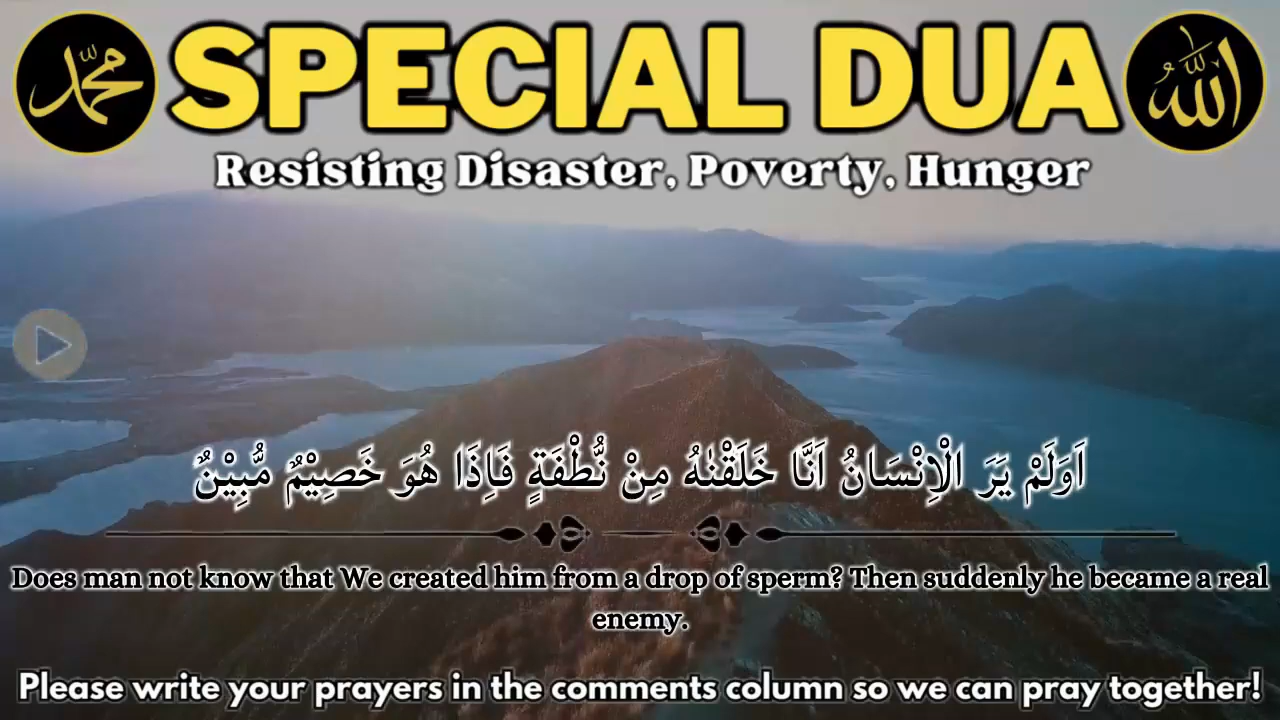 محمد
SPECIAL DUA
الله
Resisting Disaster, Poverty, Hunger
اَوَلَمْ يَرَ الْاِنْسَانُ اَنَّا خَلَقْنٰهُ مِنْ نُّطْفَةٍ فَاِذَا هُوَ خَصِيْمٌ مُّبِيْنٌ
Does man not know that We created him from a drop of sperm? Then suddenly he became a real
enemy.
Please write your prayers in the comments column so we can pray together!